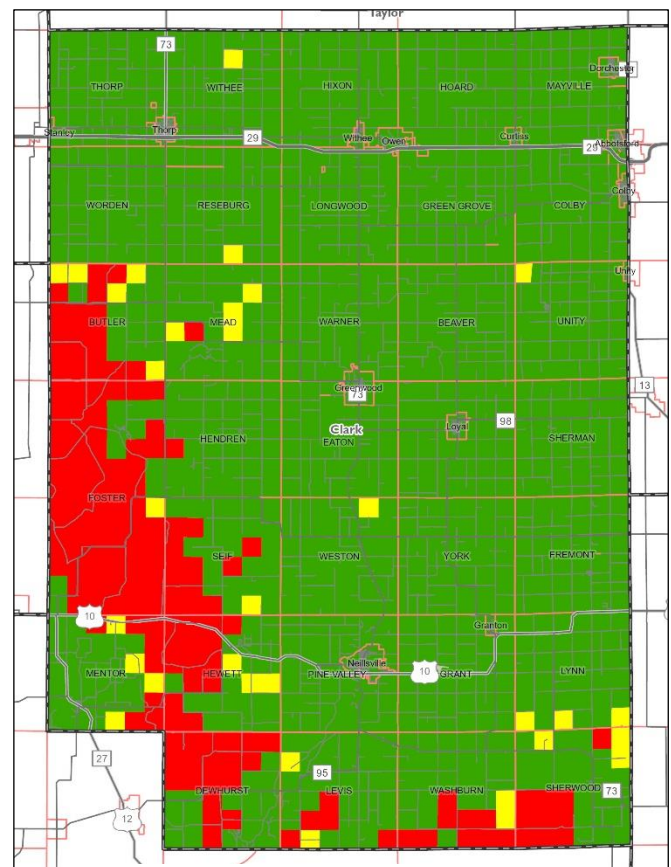 Taylor
73
THORP
WITHEE
HIXON
HOARD
MAYVILLE
Dorchester
Stanley
Thorp
29
Withee
Owen
Curtiss
29
Abbotsford
WORDEN
RESEBURG
LONGWOOD
GREEN GROVE
COLBY
Colby
Unity
BUTLER
MEAD
WARNER
BEAVER
UNITY
Greenwood
73
13
Clark
HENDREN
EATON
Loyal
98
SHERMAN
FOSTER
SEIF
WESTON
YORK
FREMONT
10
Granton
MENTOR
HEWETT
Neillsville
PINE VALLEY
10
GRANT
LYNN
27
12
95
DEWHURST
LEVIS
WASHBURN
SHERWOOD
73